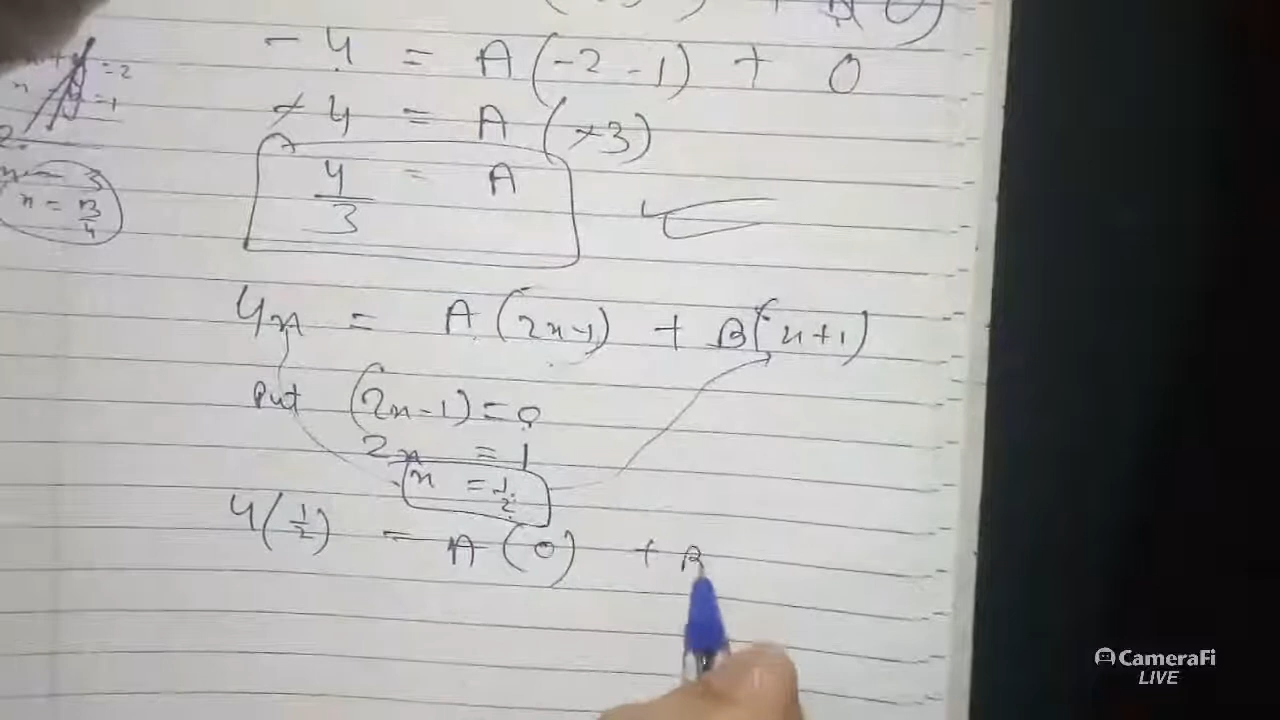 -4 = A(-2-1) + 0
-4 = A(-3)
4/3 = A
4x = A(2x-1) + B(x+1)
Put (2x-1)=0
2x = 1
x = 1/2
4(1/2) = A(0) + B
CameraFi
LIVE